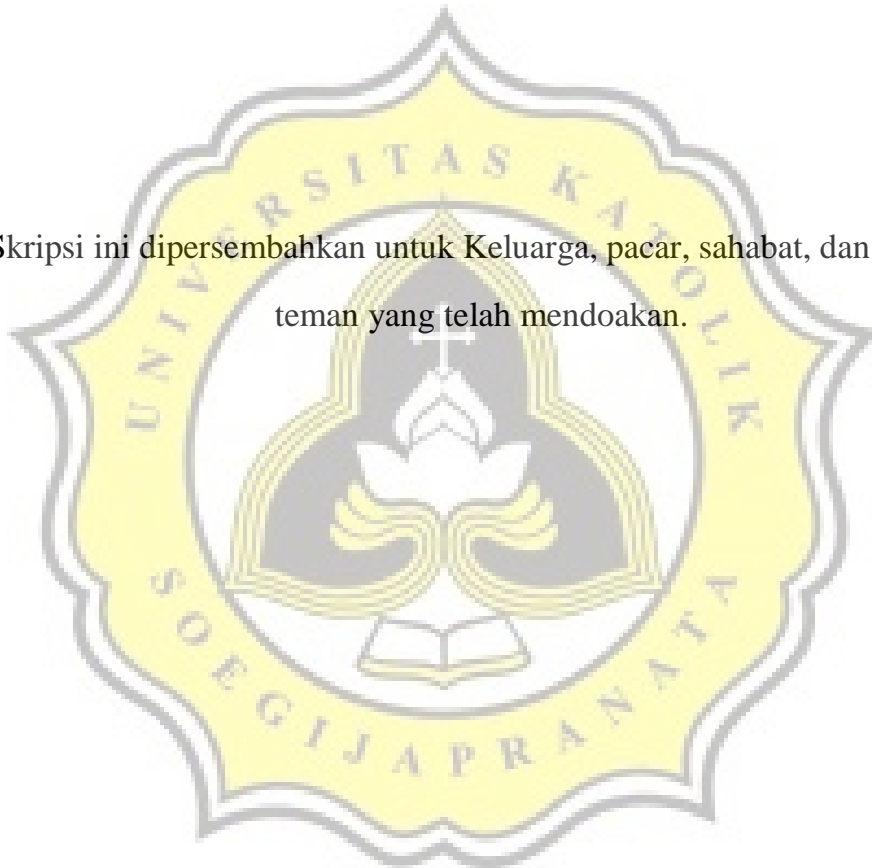 Skripsi ini dipersembahkan untuk Keluarga, pacar, sahabat, dan
teman yang telah mendoakan.
UNIVERSITAS KATOLIK
SOEGIJAPRANATA